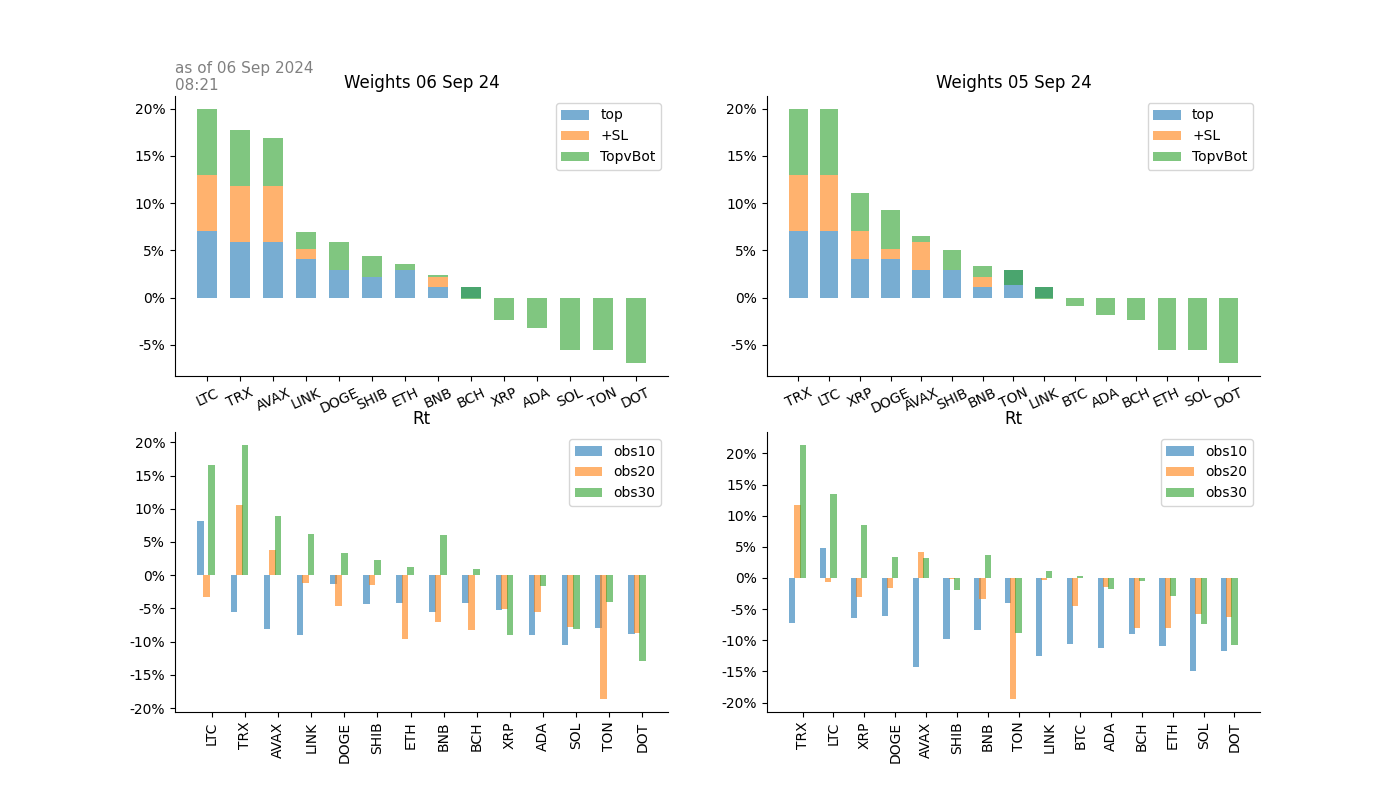 as of 06 Sep 2024
08:21
Weights 06 Sep 24
20%
15%
10%
5%
0%
-5%
top
+SL
TopvBot
LTC TRX AVAX LINK DOGE SHIB ETH BNB BCH XRP ADA SOL TON DOT
Weights 05 Sep 24
20%
15%
10%
5%
0%
-5%
top
+SL
TopvBot
TRX LTC XRP DOGE AVAX SHIB BNB TON LINK BTC ADA BCH ETH SOL DOT
Rt
20%
15%
10%
5%
0%
-5%
-10%
-15%
-20%
obs10
obs20
obs30
LTC TRX AVAX LINK DOGE SHIB ETH BNB BCH XRP ADA SOL TON DOT
Rt
20%
15%
10%
5%
0%
-5%
-10%
-15%
-20%
obs10
obs20
obs30
TRX LTC XRP DOGE AVAX SHIB BNB TON LINK BTC ADA BCH ETH SOL DOT